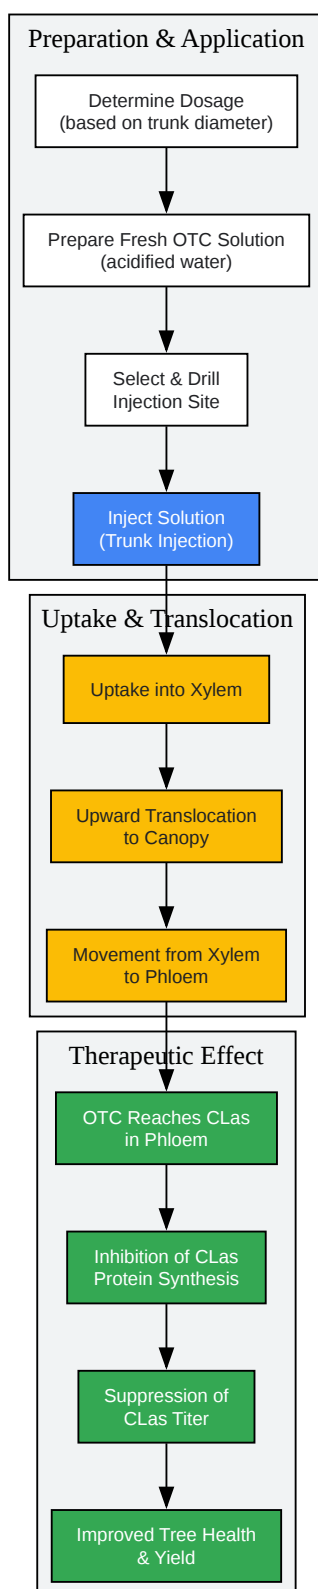 Preparation & Application
Determine Dosage
(based on trunk diameter)
Prepare Fresh OTC Solution
(acidified water)
Select & Drill
Injection Site
Inject Solution
(Trunk Injection)
Uptake & Translocation
Uptake into Xylem
Upward Translocation
to Canopy
Movement from Xylem
to Phloem
Therapeutic Effect
OTC Reaches CLas
in Phloem
Inhibition of CLas
Protein Synthesis
Suppression of
CLas Titer
Improved Tree Health
& Yield